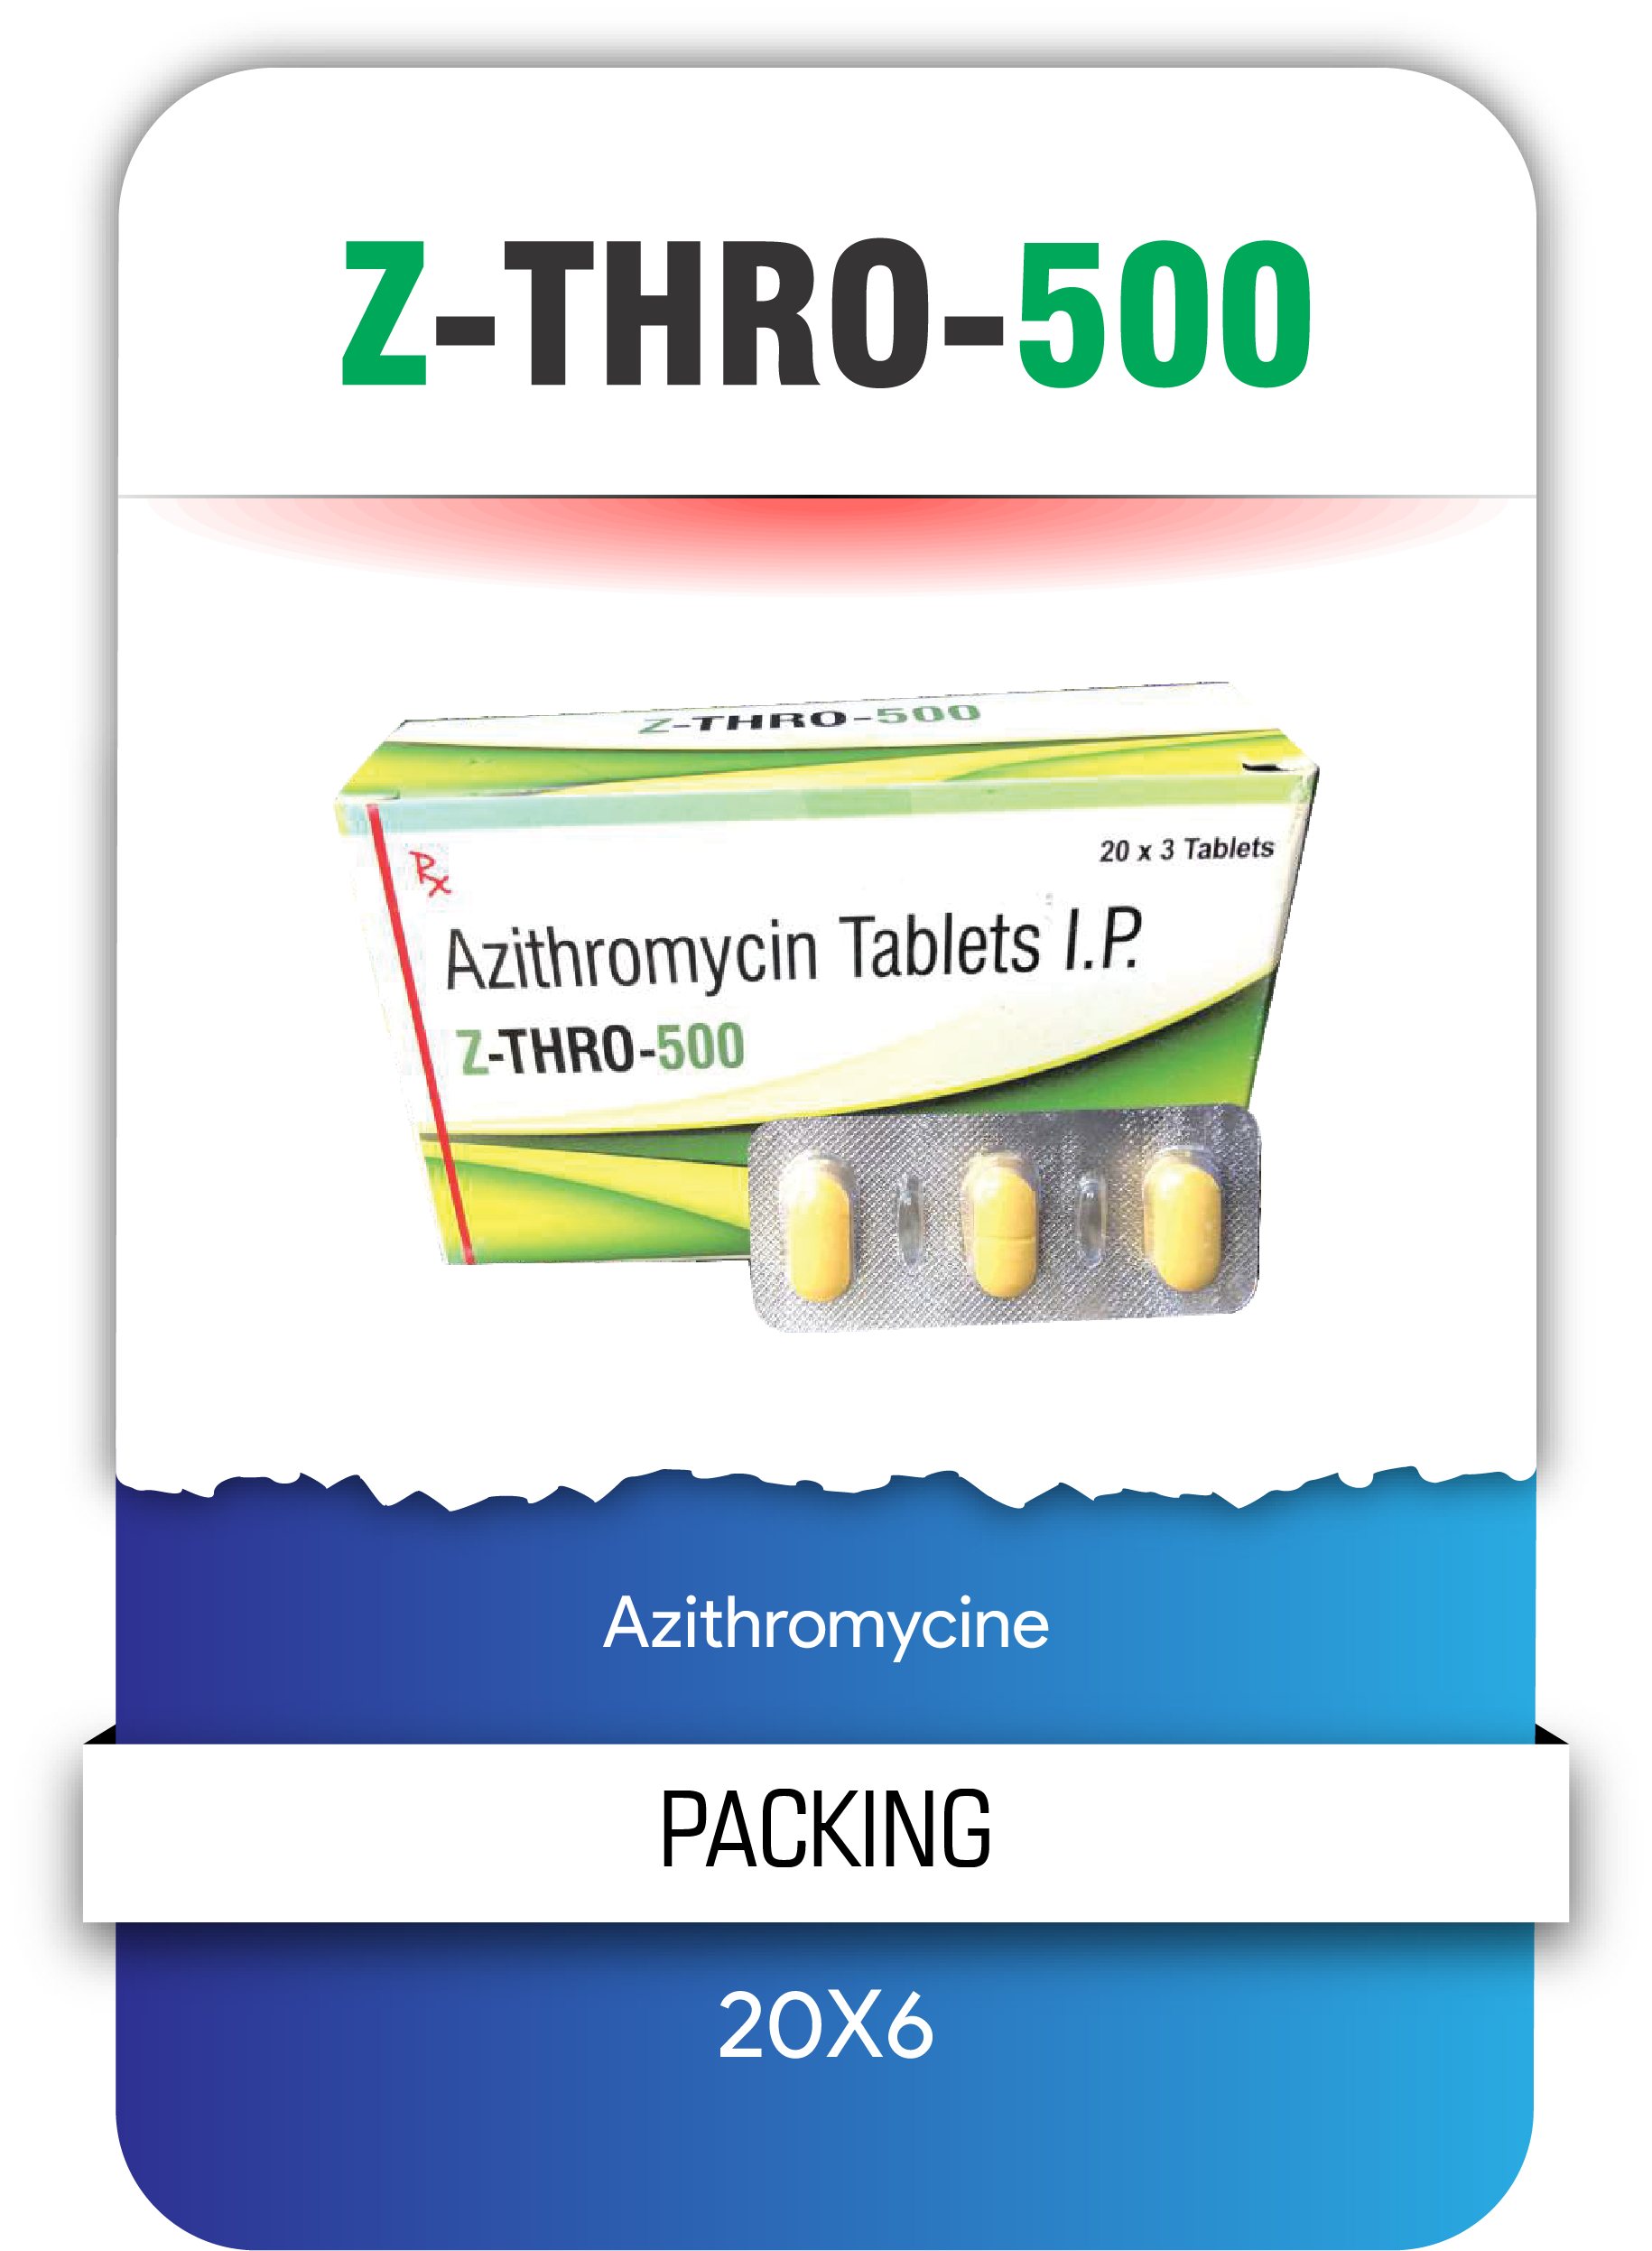 Z-THRO-500
Z-THRO-500
20 x 3 Tablets
Rx
Azithromycin Tablets I.P.
Z-THRO-500
Azithromycine
PACKING
20X6